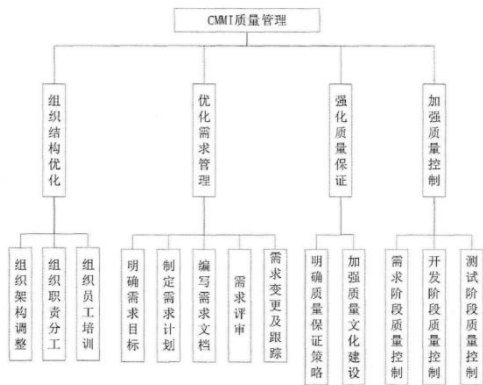 CMMI质量管理
组织结构优化
优化需求管理
强化质量保证
加强质量控制
组织架构调整
组织职责分工
组织员工培训
明确需求目标
制定需求计划
编写需求文档
需求评审
需求变更及跟踪
明确质量保证策略
加强质量文化建设
需求阶段质量控制
开发阶段质量控制
测试阶段质量控制